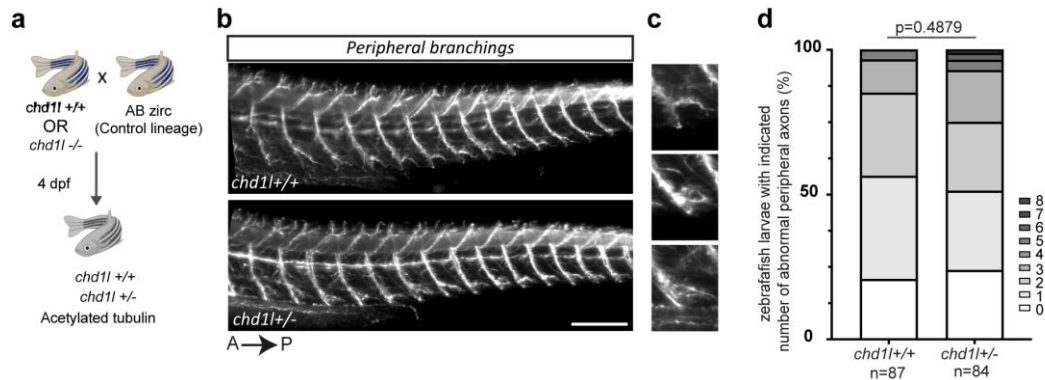 a
chd1l +/+
x
AB zirc
OR
(Control lineage)
chd1l -/-
4 dpf
chd1l +/+
chd1l +/-
Acetylated tubulin
b
Peripheral branchings
chd1l+/+
chd1l+/-
A
P
c
d
p=0.4879
zebrafafish larvae with indicated
number of abnormal peripheral axons (%)
100
50
0
8
7
6
5
4
3
2
1
0
chd1l+/+
n=87
chd1l+/-
n=84